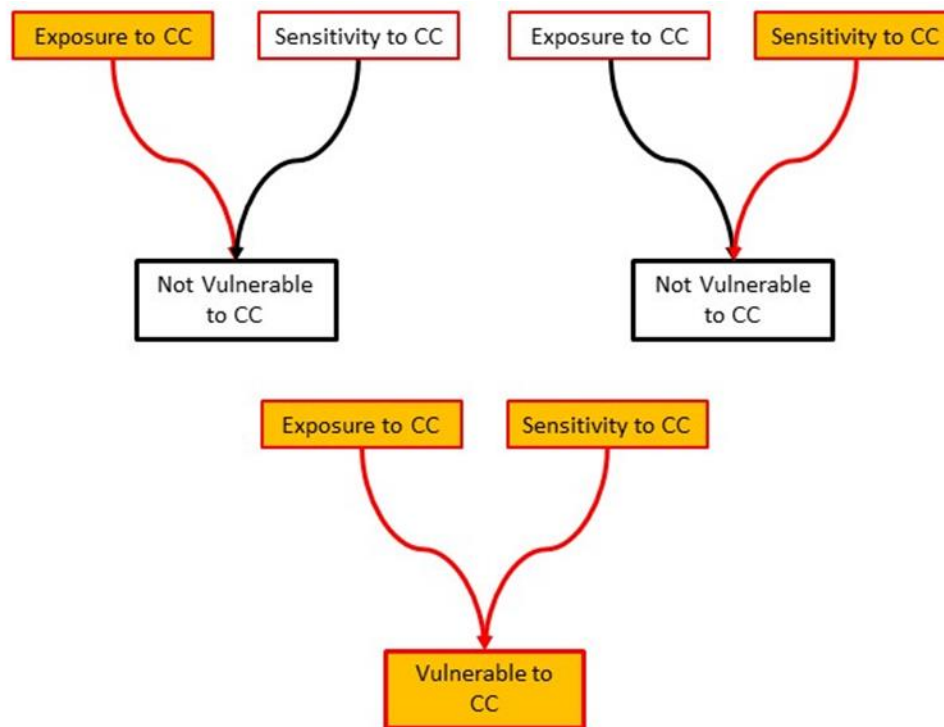 Exposure to CC
Sensitivity to CC
Exposure to CC
Sensitivity to CC
Not Vulnerable
to CC
Not Vulnerable
to CC
Exposure to CC
Sensitivity to CC
Vulnerable to
CC